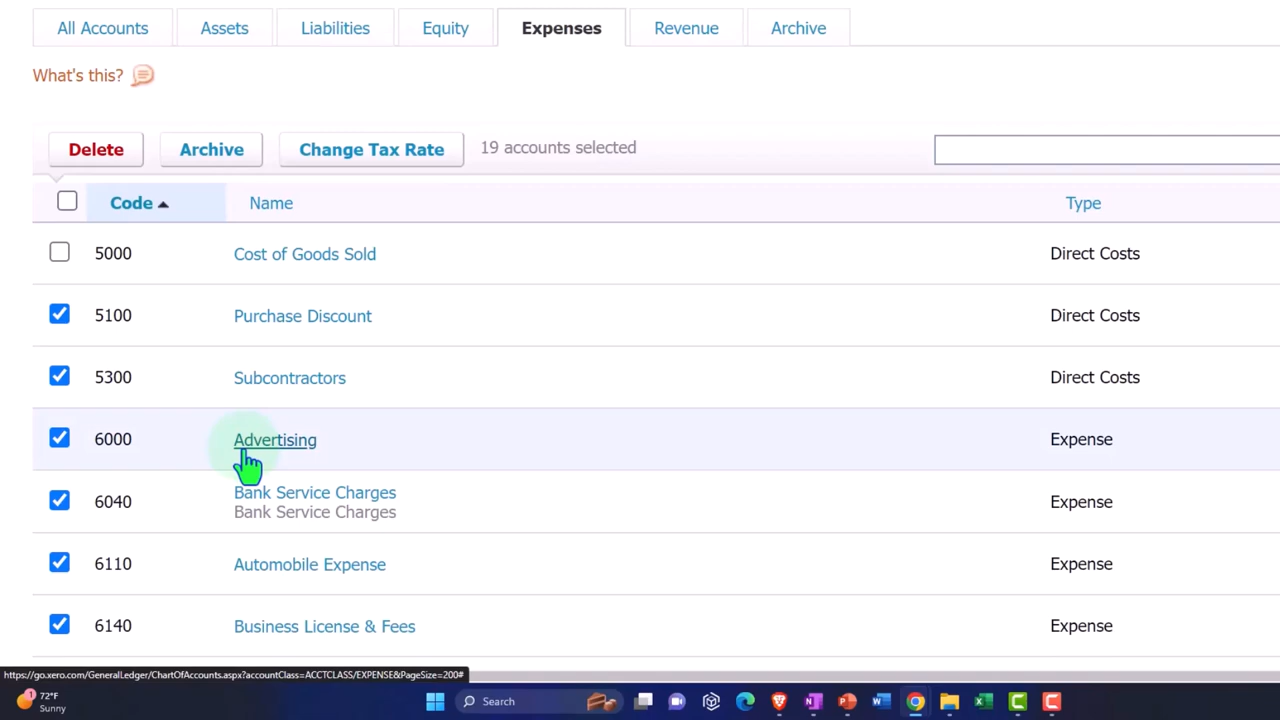 All Accounts Assets Liabilities Equity Expenses Revenue Archive
What's this?
Delete Archive Change Tax Rate 19 accounts selected
Code Name Type
5000 Cost of Goods Sold Direct Costs
5100 Purchase Discount Direct Costs
5300 Subcontractors Direct Costs
6000 Advertising Expense
6040 Bank Service Charges Expense
Bank Service Charges
6110 Automobile Expense Expense
6140 Business License & Fees Expense
https://go.xero.com/GeneralLedger/ChartOfAccounts.aspx?accountClass=ACCTCLASS/EXPENSE&PageSize=200#
1 72°F
Sunny
Search